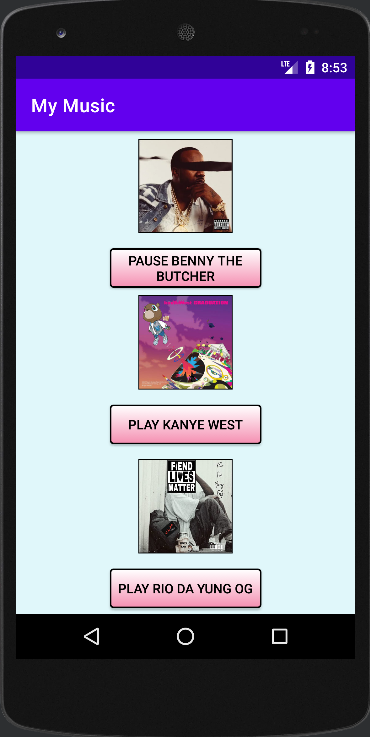 LTE 8:53
My Music
PAUSE BENNY THE
BUTCHER
PLAY KANYE WEST
FIEND
LIVES
MATTER
PLAY RIO DA YUNG OG